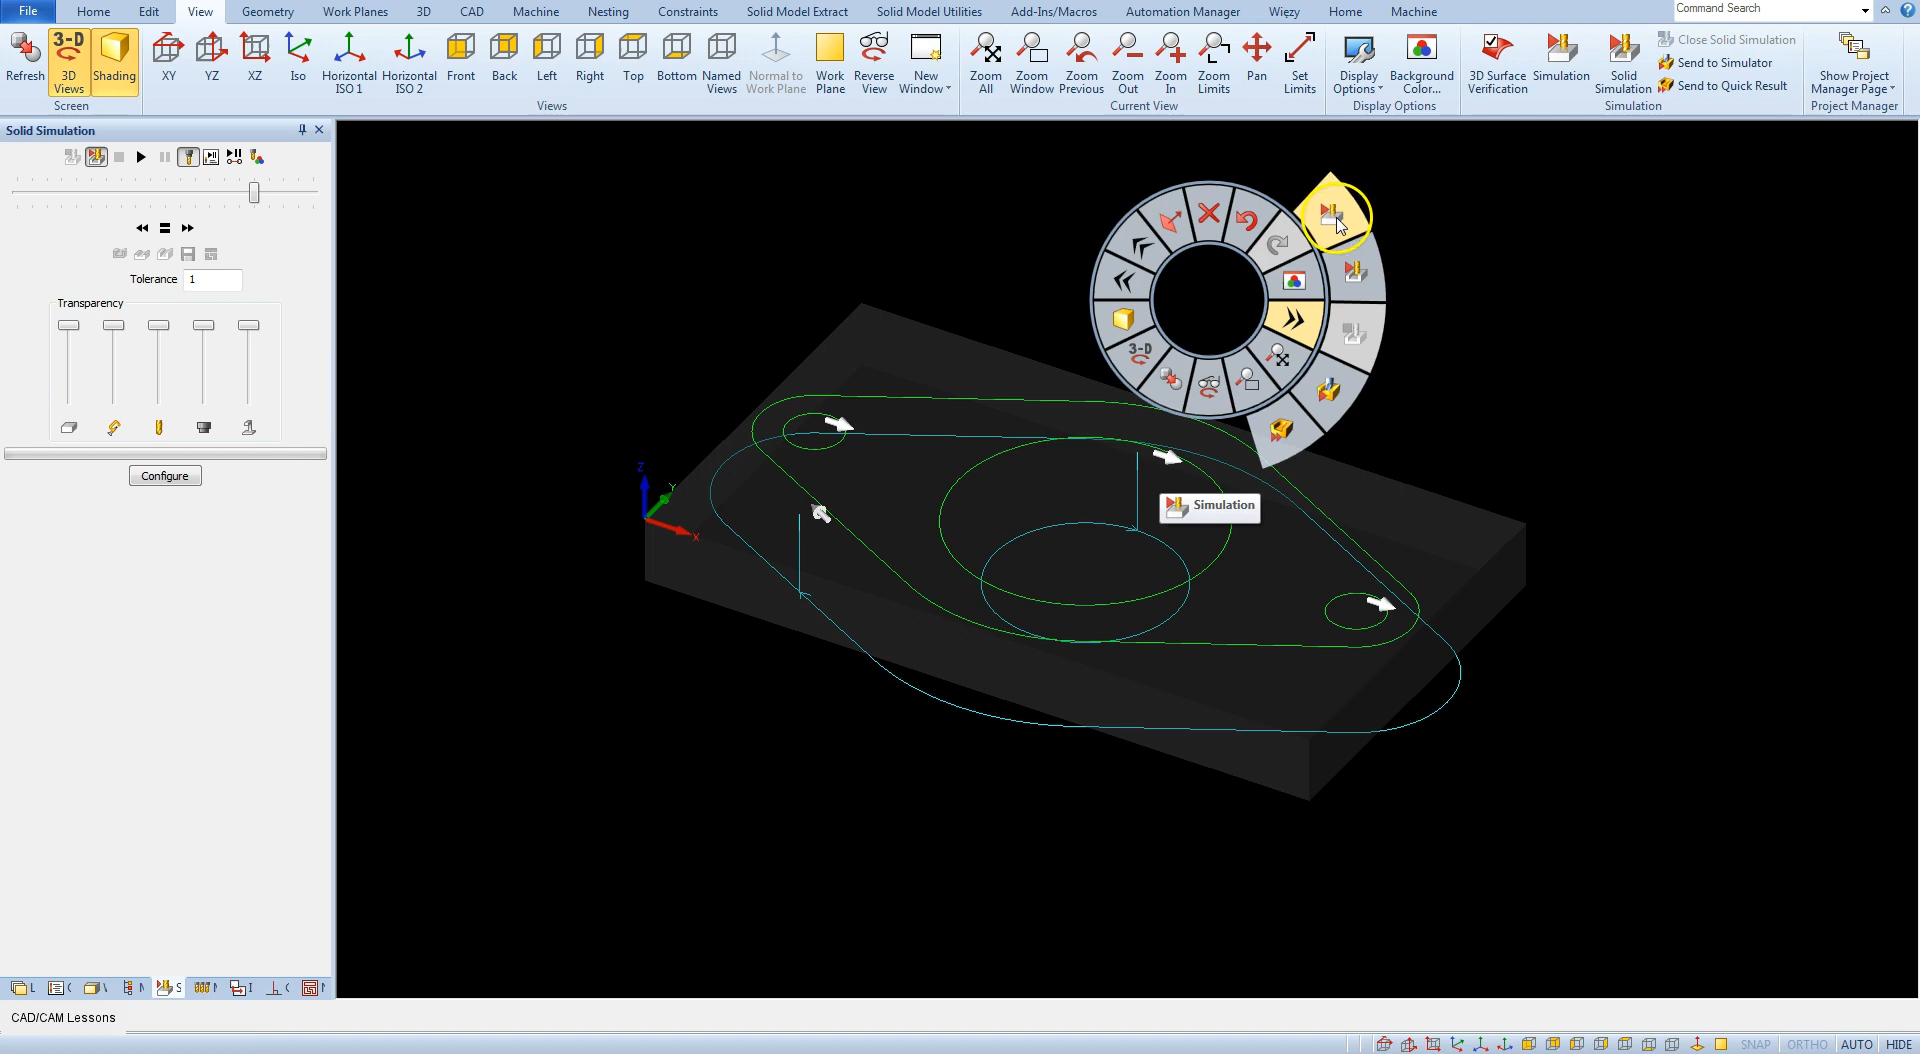 File Home Edit View Geometry Work Planes 3D CAD Machine Nesting Constraints Solid Model Extract Solid Model Utilities Add-Ins/Macros Automation Manager Więzy Home Machine Command Search
Refresh 3-D 3D Views Shading XY YZ XZ Iso Horizontal ISO 1 Horizontal ISO 2 Front Back Left Right Top Bottom Named Views Normal to Work Plane Work Plane Reverse View New Window Zoom All Zoom Window Zoom Previous Zoom Out Zoom In Zoom Limits Pan Set Limits Display Options Background Color... 3D Surface Verification Simulation Solid Simulation Close Solid Simulation Send to Simulator Send to Quick Result Show Project Manager Page
Screen Views Current View Display Options Simulation Project Manager
Solid Simulation
Tolerance 1
Transparency
Configure
3-D
Simulation
Z
Y
X
L S
CAD/CAM Lessons
SNAP ORTHO AUTO HIDE